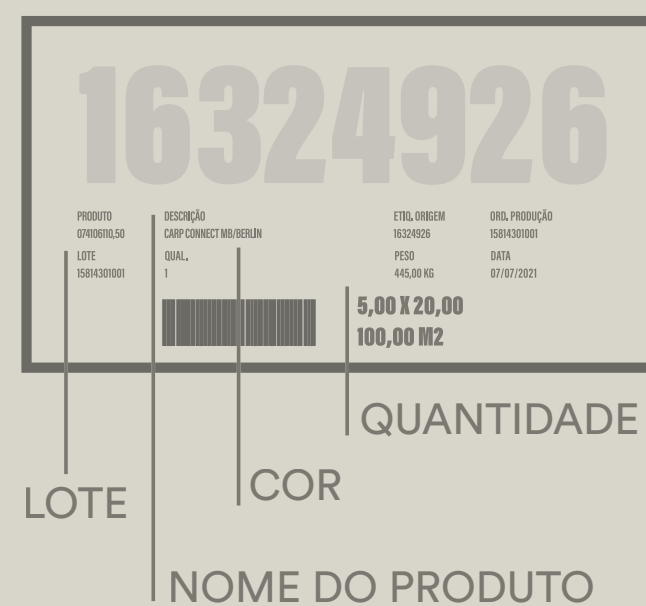 16324926
PRODUTO DESCRIÇÃO ETIQ. ORIGEM ORD. PRODUÇÃO
074106110,50 CARP CONNECT MB/BERLIN 16324926 15814301001
LOTE QUAL. PESO DATA
15814301001 1 445,00 KG 07/07/2021
5,00 X 20,00
100,00 M2
QUANTIDADE
COR
LOTE
NOME DO PRODUTO